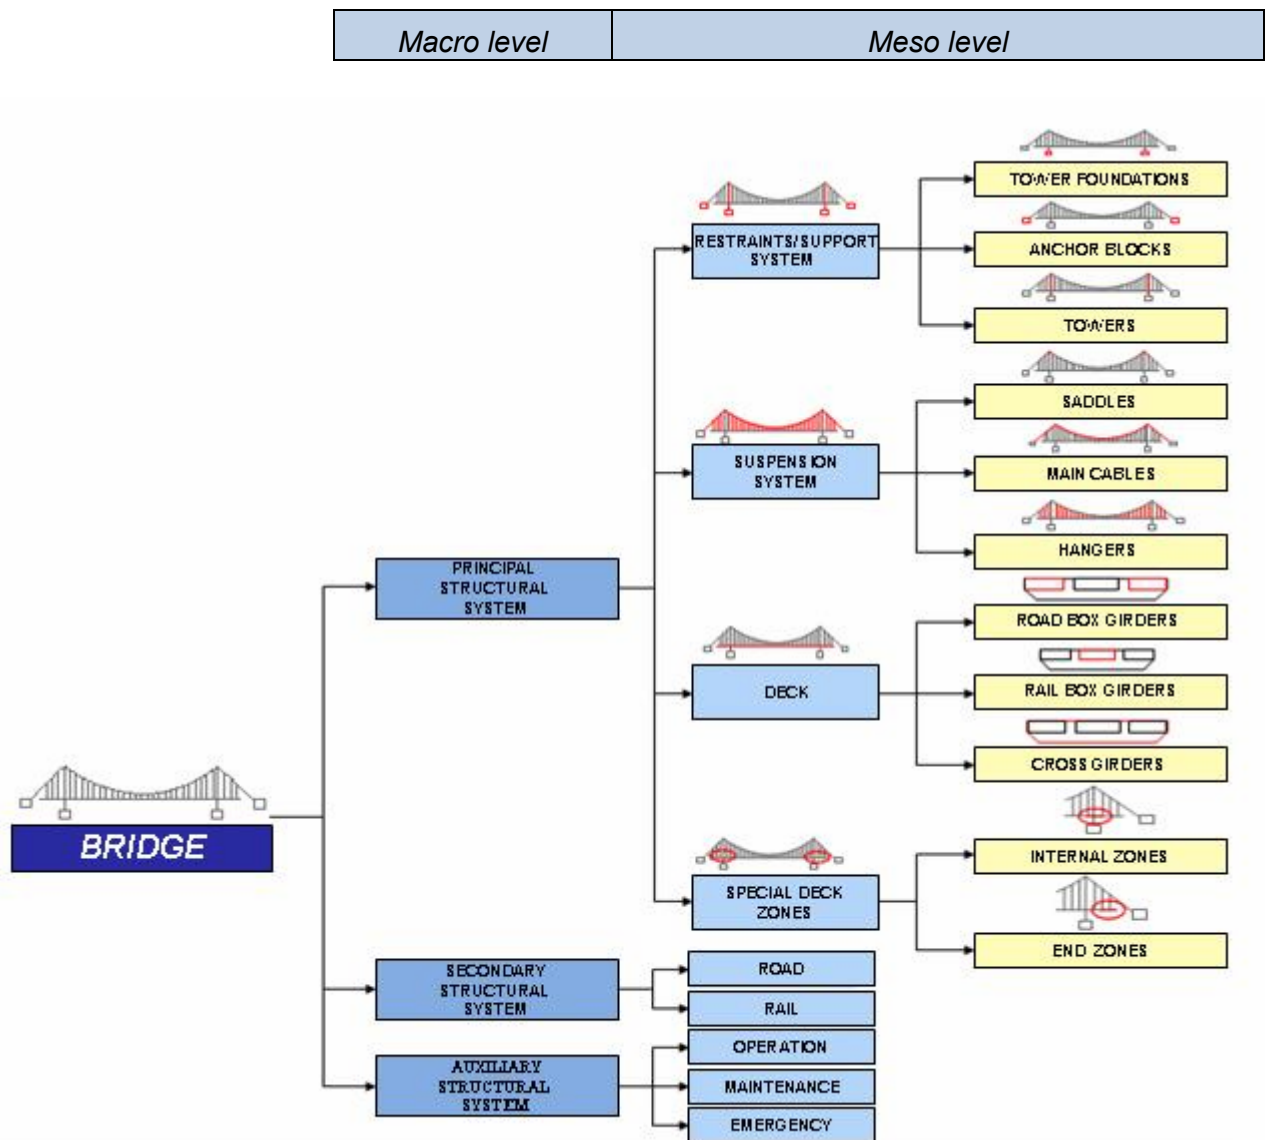 Macro level
Meso level
TOWER FOUNDATIONS
RESTRAINTS/SUPPORT
SYSTEM
ANCHOR BLOCKS
TOWERS
SADDLES
SUSPENSION
SYSTEM
MAIN CABLES
HANGERS
PRINCIPAL
STRUCTURAL
SYSTEM
ROAD BOX GIRDERS
DECK
RAIL BOX GIRDERS
CROSS GIRDERS
BRIDGE
INTERNAL ZONES
SPECIAL DECK
ZONES
END ZONES
SECONDARY
STRUCTURAL
SYSTEM
ROAD
RAIL
AUXILIARY
STRUCTURAL
SYSTEM
OPERATION
MAINTENANCE
EMERGENCY